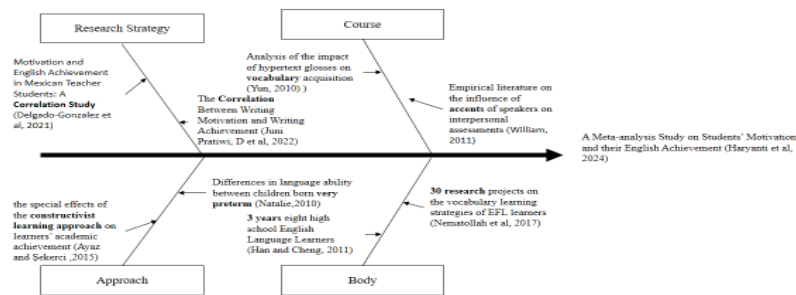 Research Strategy
Course
Motivation and
English Achievement
in Mexican Teacher
Students: A
Correlation Study
(Delgado-Gonzalez et
al, 2021)
The Correlation
Between Writing
Motivation and Writing
Achievement (Juni
Pratiwi, D et al, 2022)
Analysis of the impact
of hypertext glosses on
vocabulary acquisition
(Yun, 2010) )
Empirical literature on
the influence of
accents of speakers on
interpersonal
assessments (William,
2011)
A Meta-analysis Study on Students' Motivation
and their English Achievement (Haryanti et al,
2024)
the special effects of
the constructivist
learning approach on
learners' academic
achievement (Ayaz
and Şekerci ,2015)
Differences in language ability
between children born very
preterm (Natalie,2010)
3 years eight high
school English
Language Learners
(Han and Cheng, 2011)
30 research projects on
the vocabulary learning
strategies of EFL learners
(Nematollah et al, 2017)
Approach
Body